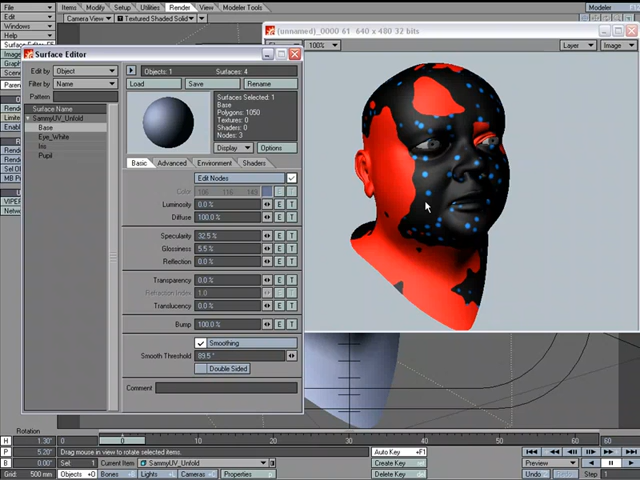 File Items Modify Setup Utilities Render Modeler Tools Modeler
Edit Camera View Textured Shaded Solid
Windows
Help
(unnamed)_0000 61 640 x 480 32 bits
100% Layer Image
Surface Editor
Edit by Object Objects: 1 Surfaces: 4
Filter by Name Load Save Rename
Pattern
Surface Name
SammyUV_Unfold
Base
Eye_White
Iris
Pupil
Surfaces Selected: 1
Base
Polygons: 1050
Textures: 0
Shaders: 0
Nodes: 3
Display Options
Basic Advanced Environment Shaders
Edit Nodes
Color 106 116 149 E T
Luminosity 0.0 % E T
Diffuse 100.0 % E T
Specularity 32.5 % E T
Glossiness 5.5 % E T
Reflection 0.0 % E T
Transparency 0.0 % E T
Refraction Index 1.0 E T
Translucency 0.0 % E T
Bump 100.0 % E T
Smoothing
Smooth Threshold 89.5 °
Double Sided
Comment
Rotation
H 1.30° 0 0 10 20 30 40 60
P 5.20° Drag mouse in view to rotate selected items. Auto Key +F1
B 0.00° Sel: 1 Current Item SammyUV_Unfold Create Key Preview
Grid: 500 mm Objects +O Bones Lights Cameras Properties Delete Key Step 1